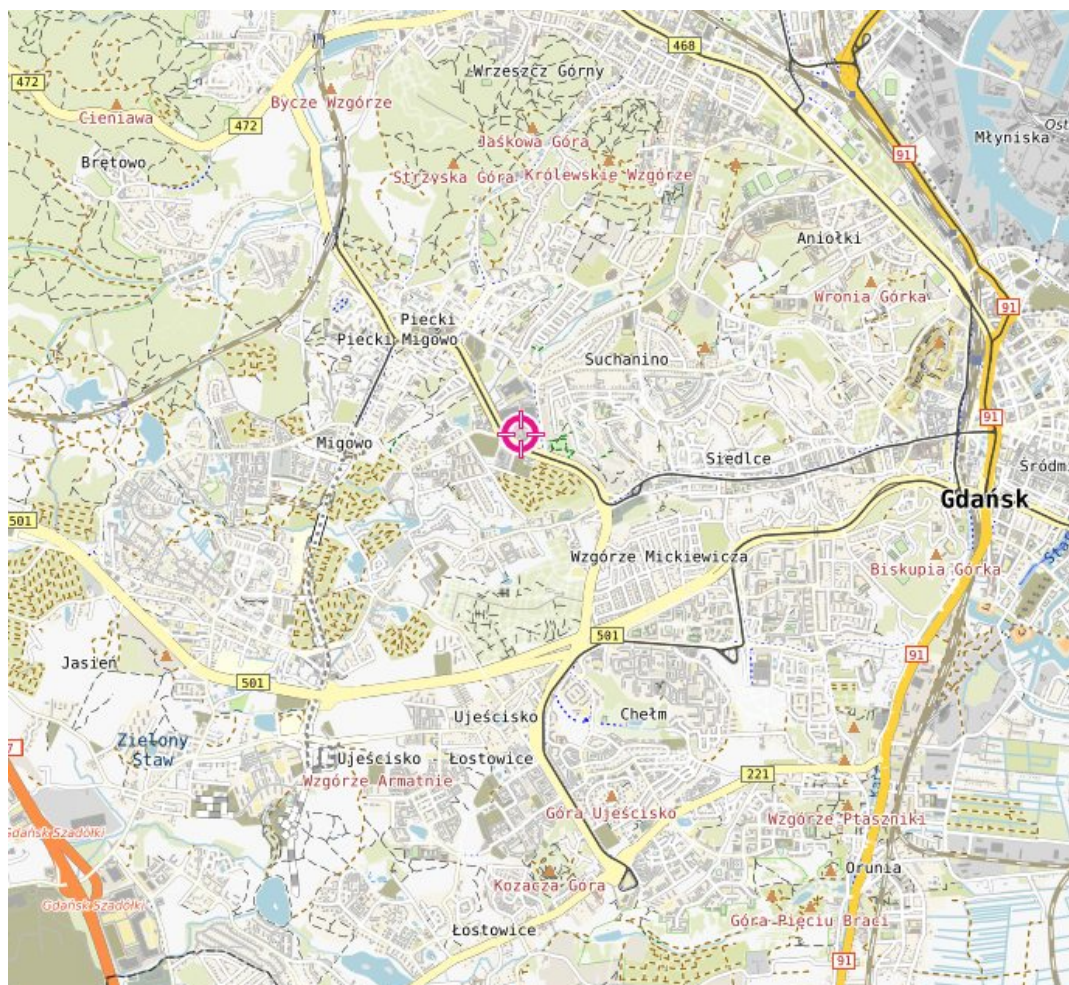 468
Wrzeszcz Górny
472
Bycze Wzgórze
Cieniawa
472
Młyniska
Jaśkowa Góra
Brętowo
91
Strzyska Góra
Królewskie Wzgórze
Aniołki
Wronia Górka
91
Piecki
Piecki Migowo
Suchanino
91
Migowo
Siedlce
Gdańsk
501
Wzgórze Mickiewicza
Biskupia Górka
501
91
Jasień
501
Ujeścisko
Chełm
Zielony
Staw
7
Ujeścisko - Łostowice
Wzgórze Armatnie
221
Góra Ujeścisko
Wzgórze Ptaszniki
Gdańsk Szadółki
Orunia
Kozacza Góra
Gdańsk Szadółki
Góra Pięciu Braci
Łostowice
91